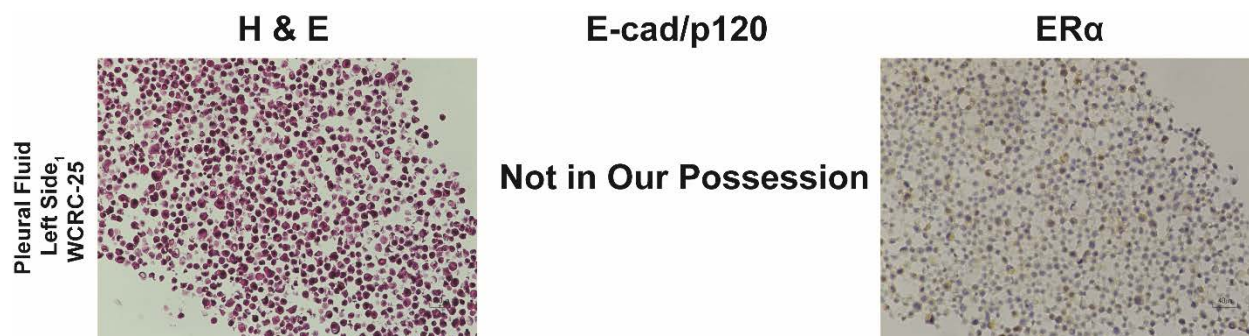 H & E
E-cad/p120
ERα
Pleural Fluid
Left Side,1
WCRC-25
Not in Our Possession